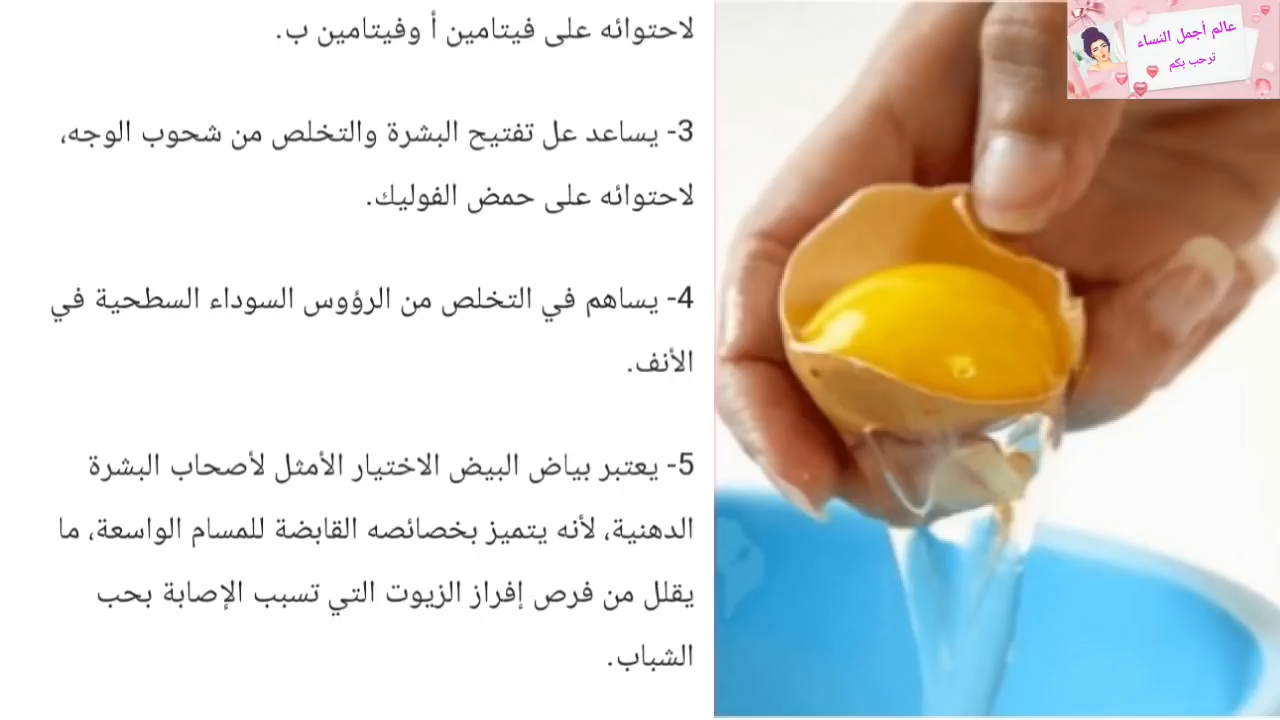 لاحتوائه على فيتامين أ وفيتامين ب.
3- يساعد عل تفتيح البشرة والتخلص من شحوب الوجه،
لاحتوائه على حمض الفوليك.
4- يساهم في التخلص من الرؤوس السوداء السطحية في
الأنف.
5- يعتبر بياض البيض الاختيار الأمثل لأصحاب البشرة
الدهنية، لأنه يتميز بخصائصه القابضة للمسام الواسعة، ما
يقلل من فرص إفراز الزيوت التي تسبب الإصابة بحب
الشباب.
عالم أجمل النساء
ترحب بكم